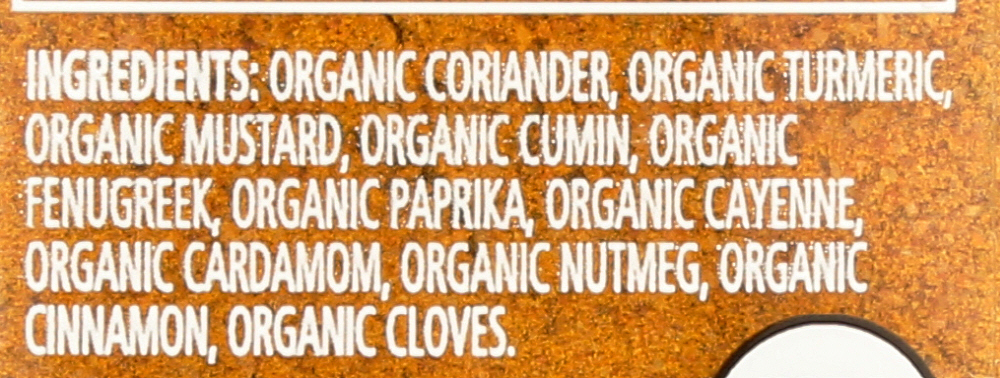 INGREDIENTS: ORGANIC CORIANDER, ORGANIC TURMERIC,
ORGANIC MUSTARD, ORGANIC CUMIN, ORGANIC
FENUGREEK, ORGANIC PAPRIKA, ORGANIC CAYENNE,
ORGANIC CARDAMOM, ORGANIC NUTMEG, ORGANIC
CINNAMON, ORGANIC CLOVES.